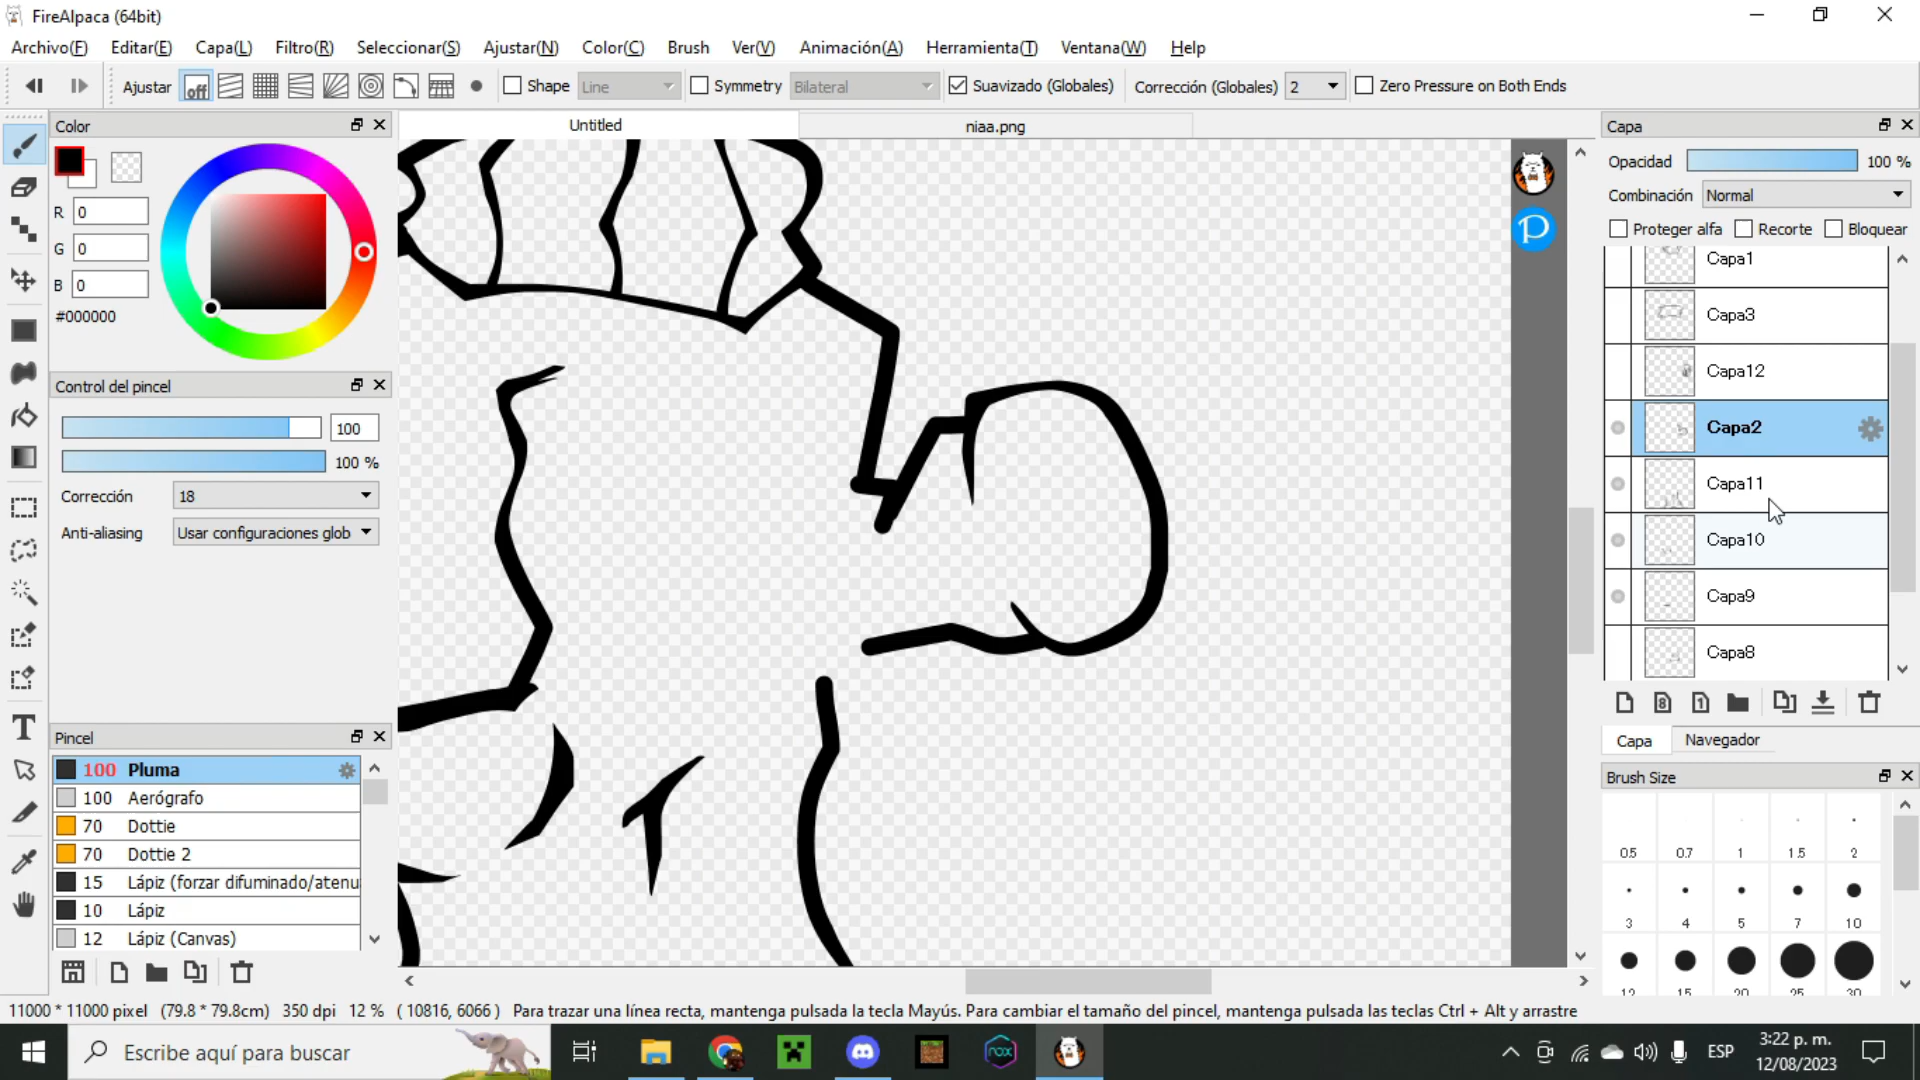 FireAlpaca (64bit)
Archivo(F) Editar(E) Capa(L) Filtro(R) Seleccionar(S) Ajustar(N) Color(C) Brush Ver(V) Animación(A) Herramienta(T) Ventana(W) Help
Ajustar off Shape Line Symmetry Bilateral Suavizado (Globales) Corrección (Globales) 2 Zero Pressure on Both Ends
Color
Untitled
niaa.png
Capa
R 0
G 0
B 0
#000000
Opacidad 100 %
Combinación Normal
Proteger alfa Recorte Bloquear
Capa1
Capa3
Capa12
Capa2
Capa11
Capa10
Capa9
Capa8
Control del pincel
100
100 %
Corrección 18
Anti-aliasing Usar configuraciones glob
Pincel
100 Pluma
100 Aerógrafo
70 Dottie
70 Dottie 2
15 Lápiz (forzar difuminado/atenu
10 Lápiz
12 Lápiz (Canvas)
Capa Navegador
Brush Size
0.5 0.7 1 1.5 2
3 4 5 7 10
12 15 20 25 30
11000 * 11000 pixel (79.8 * 79.8cm) 350 dpi 12 % ( 10816, 6066 ) Para trazar una línea recta, mantenga pulsada la tecla Mayús. Para cambiar el tamaño del pincel, mantenga pulsadas las teclas Ctrl + Alt y arrastre
Escribe aquí para buscar
nox
ESP
3:22 p. m.
12/08/2023